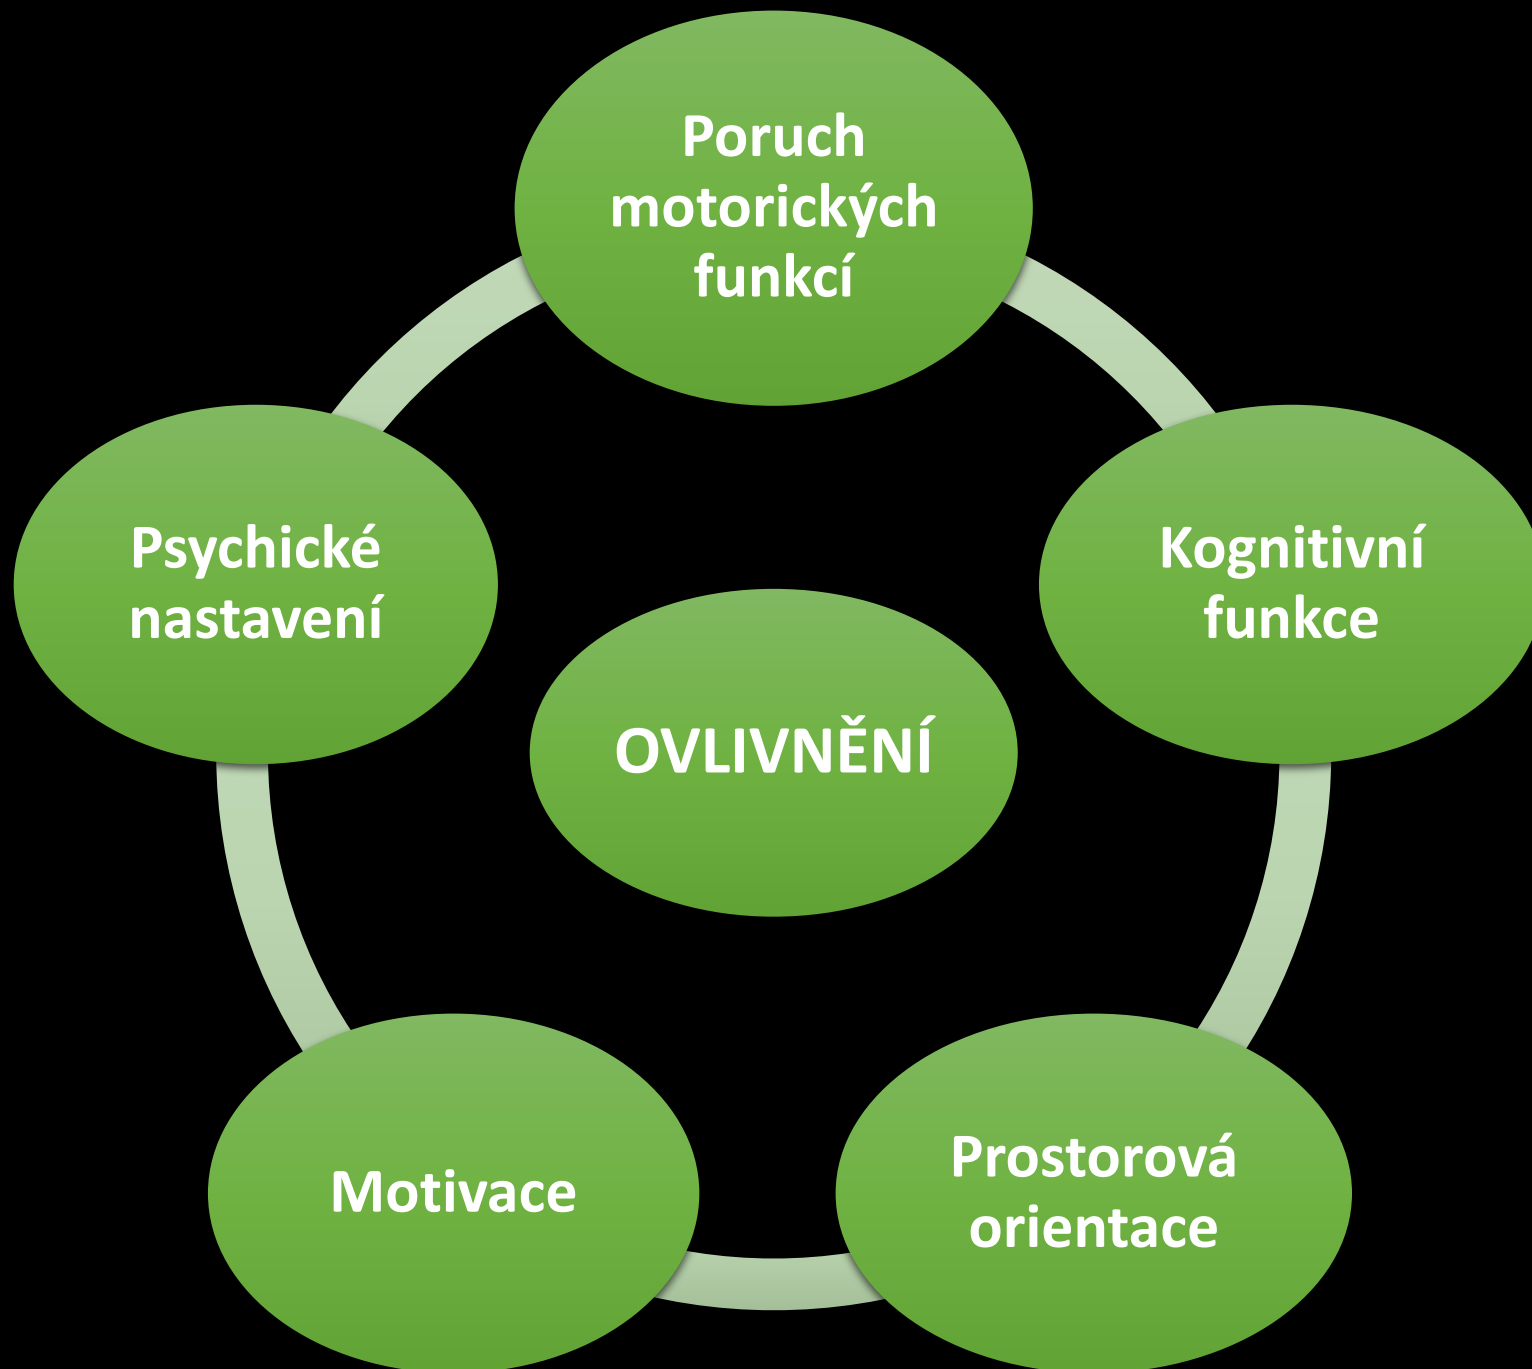 Poruch
motorických
funkcí
Psychické
nastavení
Kognitivní
funkce
OVLIVNĚNÍ
Motivace
Prostorová
orientace